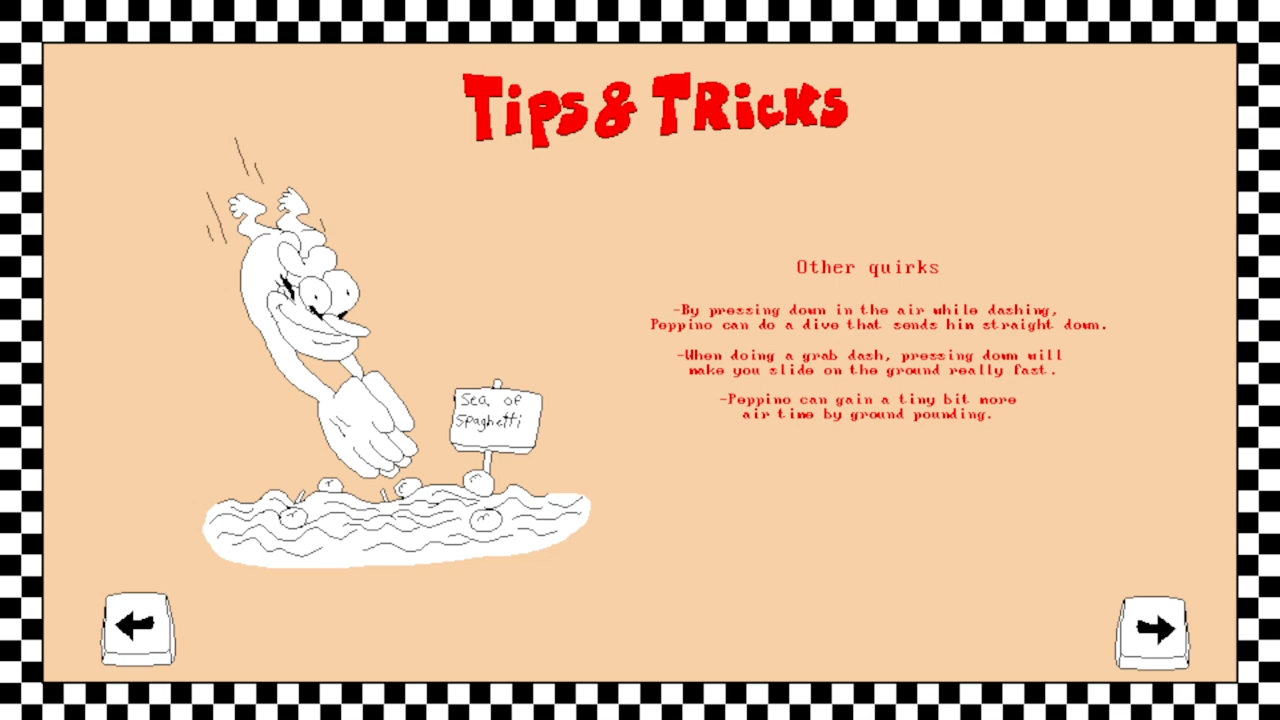 Tips & Tricks
Sea of
Spaghetti
Other quirks
-By pressing down in the air while dashing,
Peppino can do a dive that sends him straight down.
-When doing a grab dash, pressing down will
make you slide on the ground really fast.
-Peppino can gain a tiny bit more
air time by ground pounding.